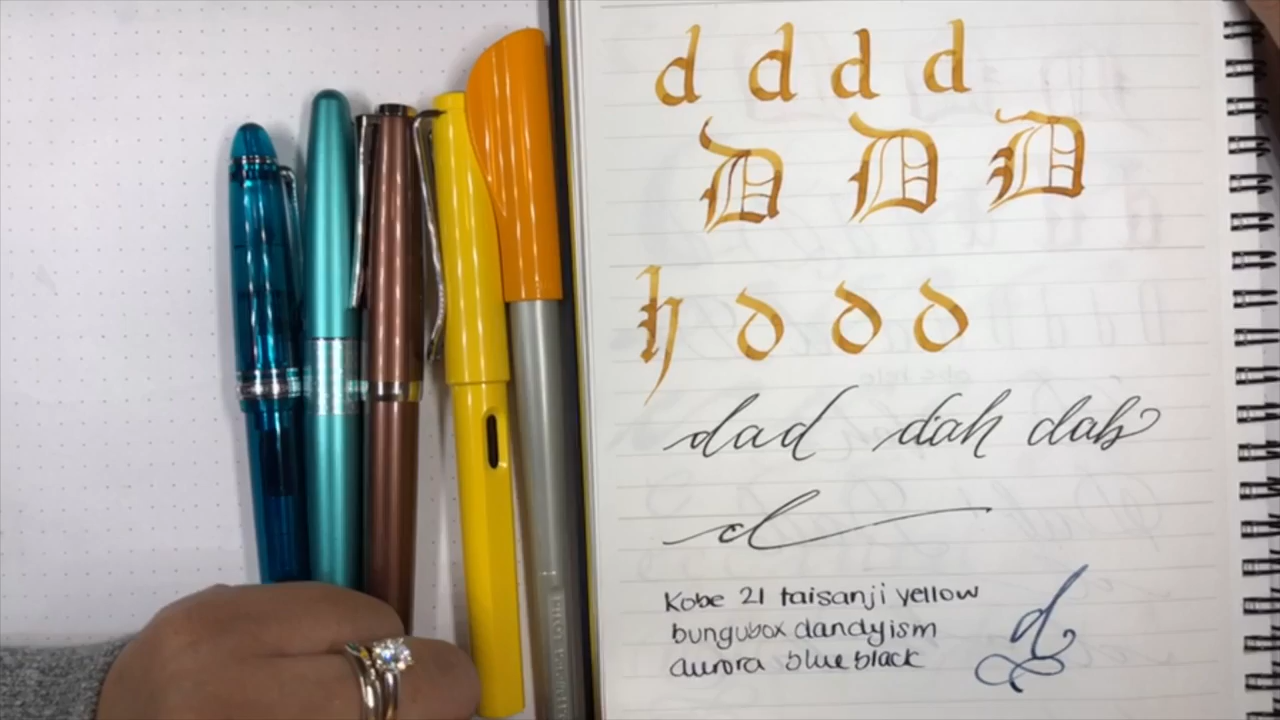 d d d d
D D D
h d d d
dad dah dab
d
Kobe 21 taisanji yellow
bungubox dandyism
aurora blue black
d